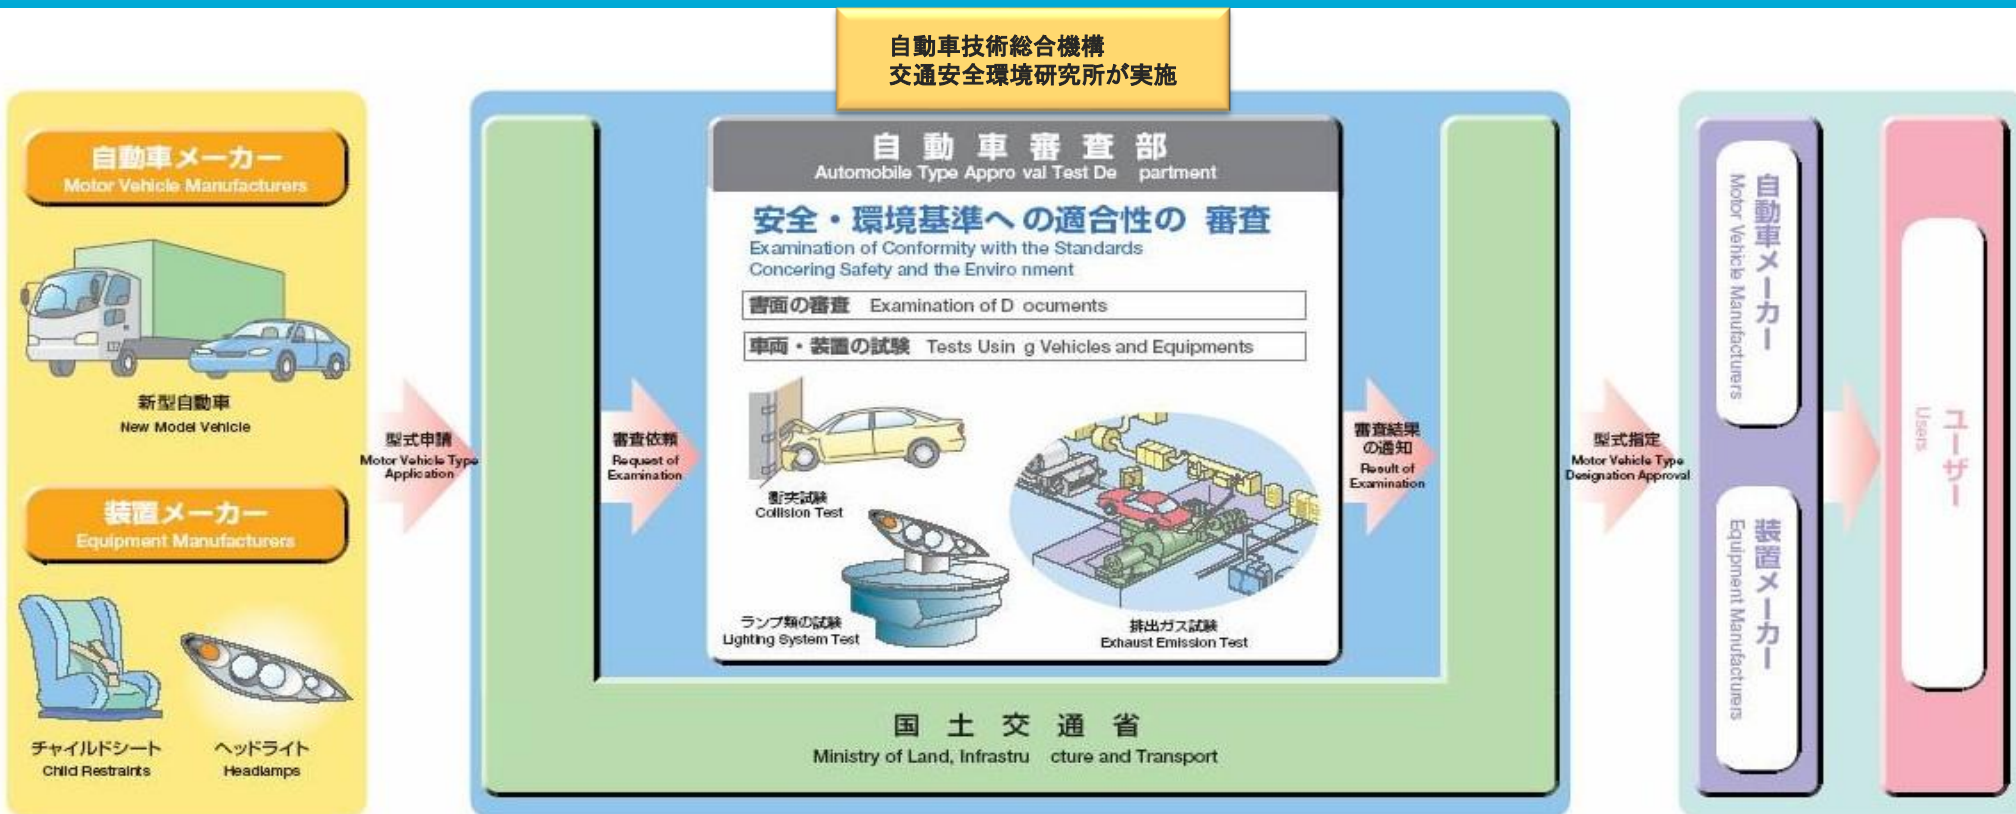 自動車技術総合機構
交通安全環境研究所が実施
自動車メーカー
Motor Vehicle Manufacturers
新型自動車
New Model Vehicle
装置メーカー
Equipment Manufacturers
チャイルドシート
Child Restraints
ヘッドライト
Headlamps
型式申請
Motor Vehicle Type
Application
審査依頼
Request of
Examination
自動車審査部
Automobile Type Appro val Test De partment
安全・環境基準への適合性の 審査
Examination of Conformity with the Standards
Concering Safety and the Enviro nment
書面の審査 Examination of D ocuments
車両・装置の試験 Tests Usin g Vehicles and Equipments
衝突試験
Collision Test
ランプ類の試験
Lighting System Test
排出ガス試験
Exhaust Emission Test
審査結果
の通知
Result of
Examination
国土交通省
Ministry of Land, Infrastru cture and Transport
型式指定
Motor Vehicle Type
Designation Approval
自動車メーカー
Motor Vehicle Manufacturers
装置メーカー
Equipment Manufacturers
ユーザー
Users